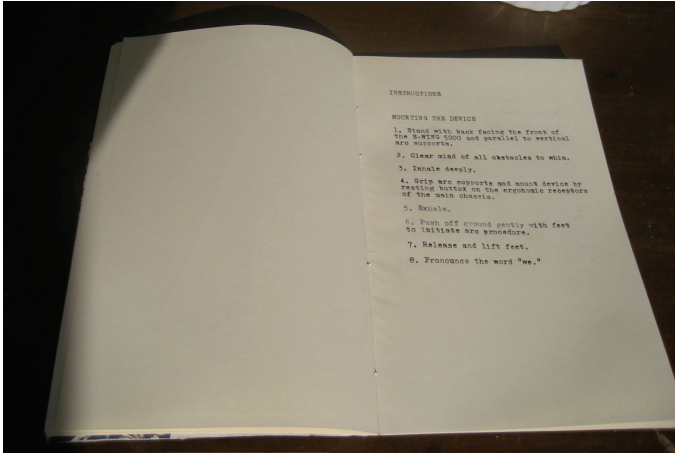 INSTRUCTIONS
MOUNTING THE DEVICE
1. Stand with back facing the front of
the S-WING 5000 and parallel to vertical
arc supports.
2. Clear mind of all obstacles to whim.
3. Inhale deeply.
4. Grip arc supports and mount device by
resting buttox on the ergonomic receptors
of the main chassis.
5. Exhale.
6. Push off ground gently with feet
to initiate arc procedure.
7. Release and lift feet.
8. Pronounce the word "we."